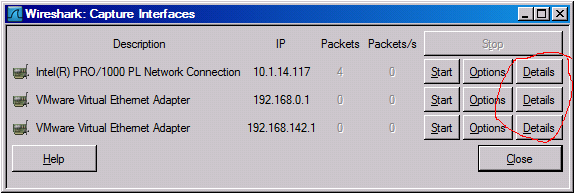 Wireshark: Capture Interfaces
Description IP Packets Packets/s Stop
Intel(R) PRO/1000 PL Network Connection 10.1.14.117 4 0 Start Options Details
VMware Virtual Ethernet Adapter 192.168.0.1 0 0 Start Options Details
VMware Virtual Ethernet Adapter 192.168.142.1 0 0 Start Options Details
Help Close